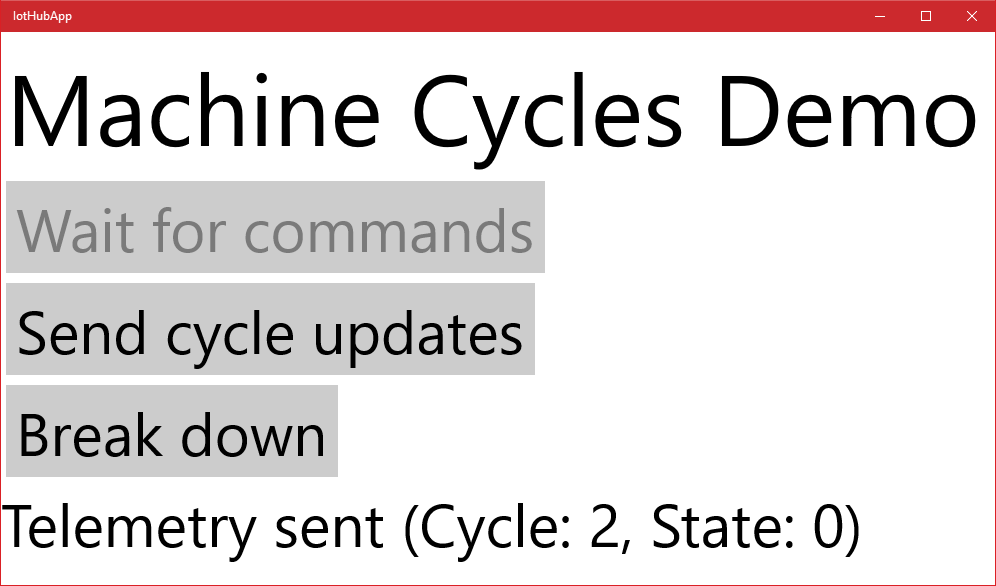 IotHubApp
Machine Cycles Demo
Wait for commands
Send cycle updates
Break down
Telemetry sent (Cycle: 2, State: 0)